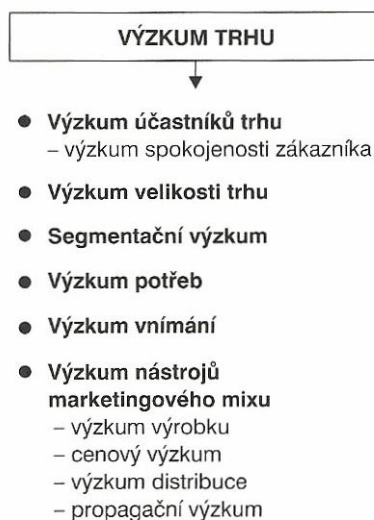 VÝZKUM TRHU
● Výzkum účastníků trhu
– výzkum spokojenosti zákazníka
● Výzkum velikosti trhu
● Segmentační výzkum
● Výzkum potřeb
● Výzkum vnímání
● Výzkum nástrojů
marketingového mixu
– výzkum výrobku
– cenový výzkum
– výzkum distribuce
– propagační výzkum